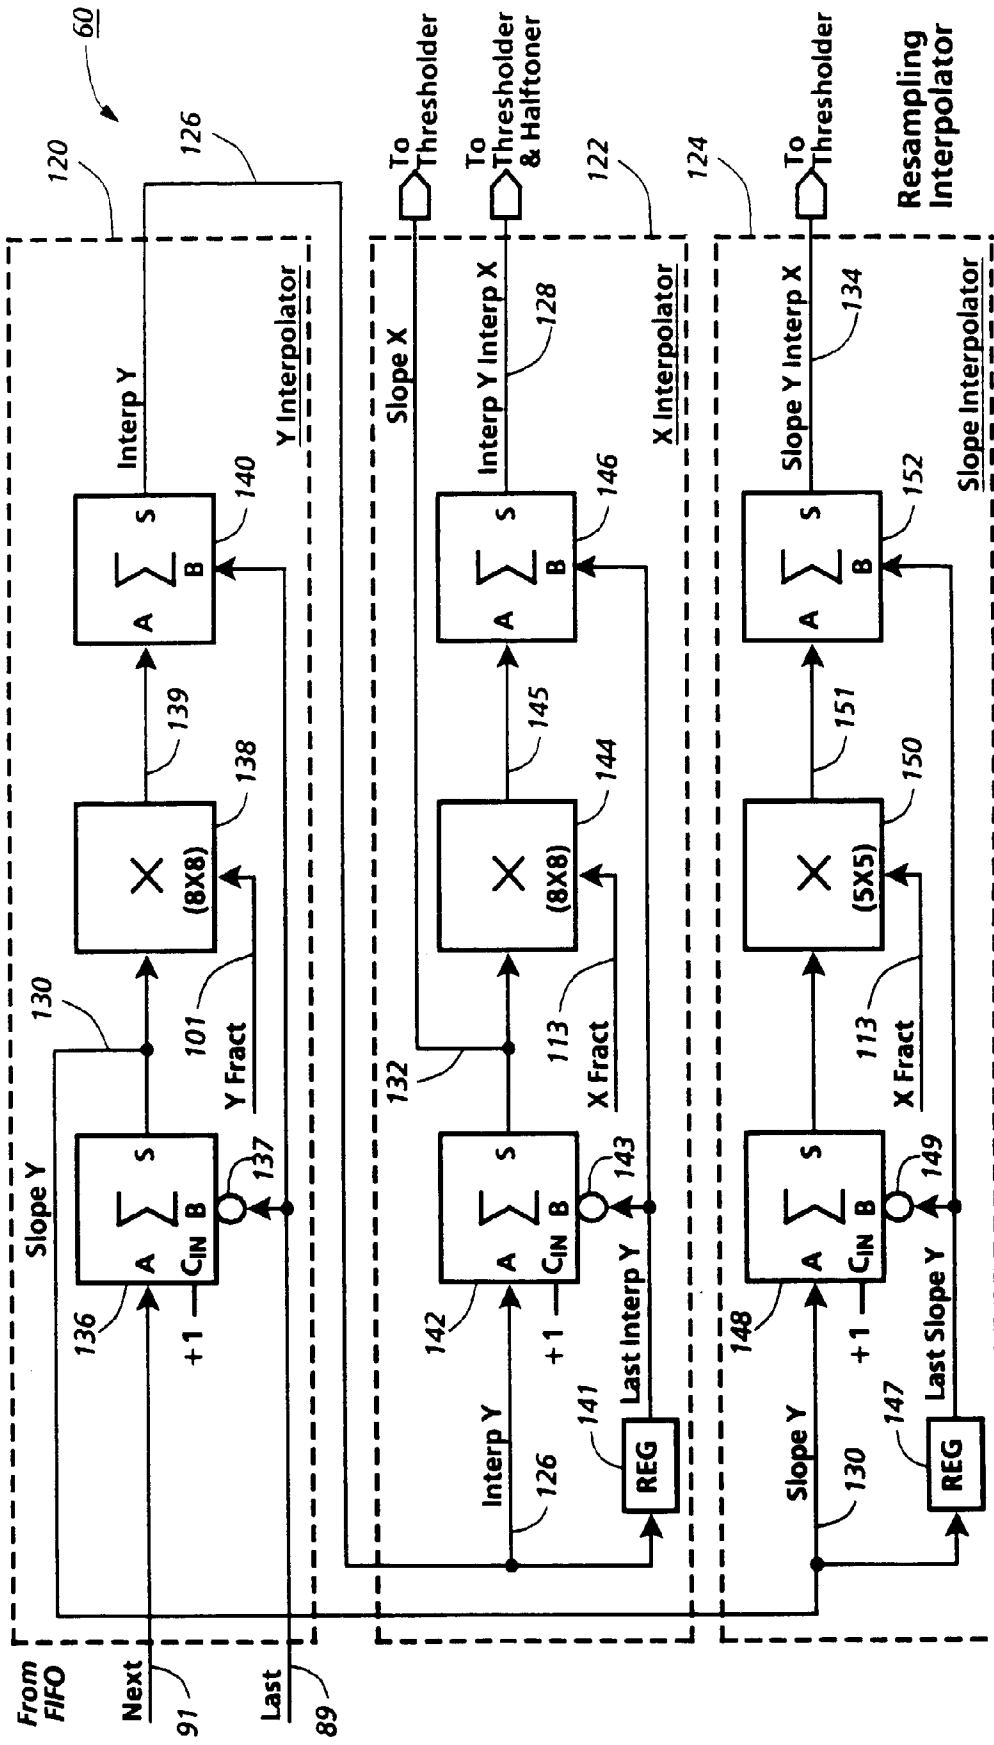 60
From
FIFO
Next
91
Last
89
Slope Y
130
136
A
S
B
CIN
+1
137
Y Fract
101
X
(8X8)
138
139
A
S
B
140
Interp Y
Y Interpolator
120
126
Interp Y
126
REG
141
Last Interp Y
142
A
S
B
CIN
+1
143
132
X Fract
113
X
(8X8)
144
145
A
S
B
146
Slope X
Interp Y Interp X
128
X Interpolator
122
To
Thresholder
To
Thresholder
& Halftoner
Slope Y
130
REG
147
Last Slope Y
148
A
S
B
CIN
+1
149
X Fract
113
X
(5X5)
150
151
A
S
B
152
Slope Y Interp X
134
Slope Interpolator
124
To
Thresholder
Resampling
Interpolator